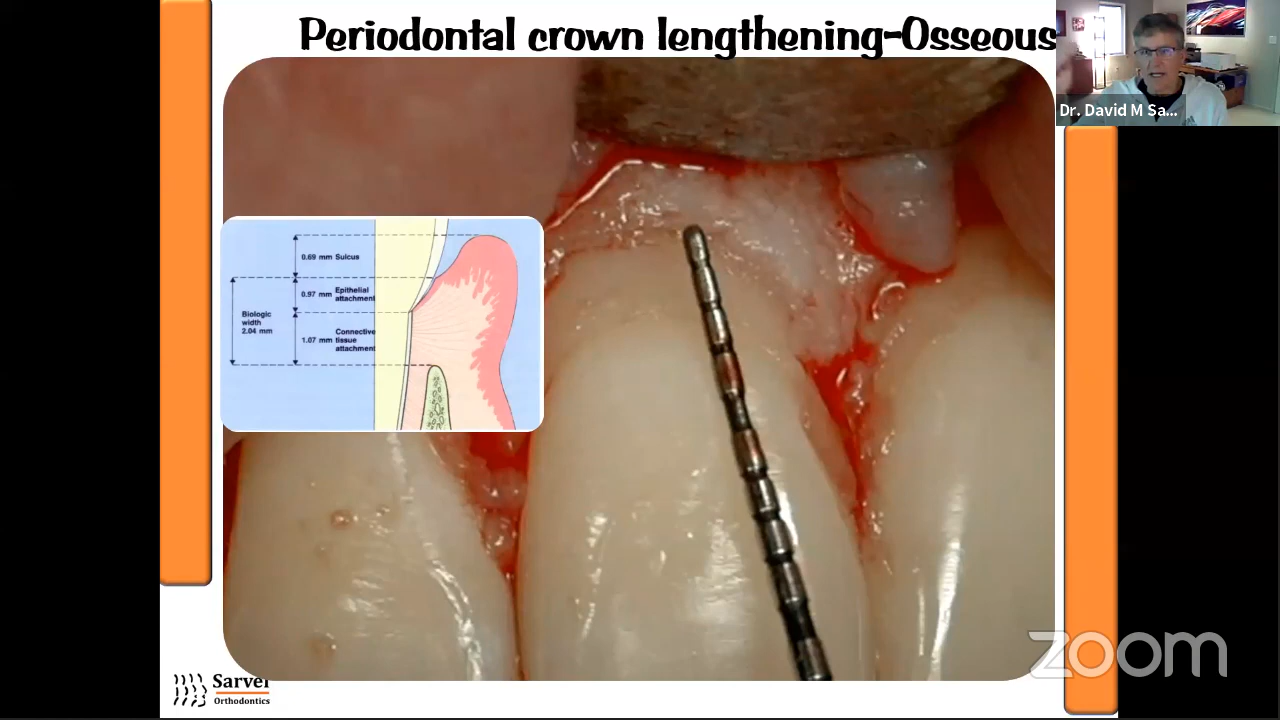 Periodontal crown lengthening-Osseous
Dr. David M Sa...
0.69 mm Sulcus
0.97 mm Epithelial
attachment
Biologic
width
2.04 mm
1.07 mm Connective
tissue
attachment
zoom
Sarver
Orthodontics